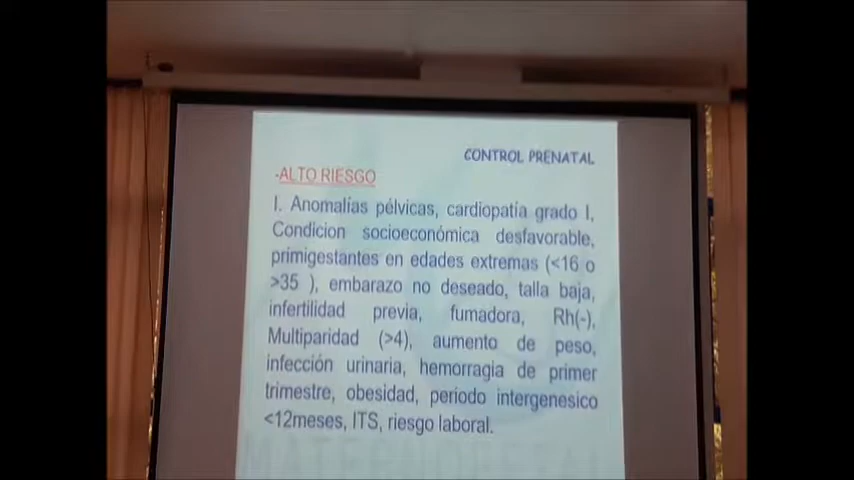 CONTROL PRENATAL
-ALTO RIESGO
I. Anomalías pélvicas, cardiopatía grado I,
Condicion socioeconómica desfavorable,
primigestantes en edades extremas (<16 o
>35 ), embarazo no deseado, talla baja,
infertilidad previa, fumadora, Rh(-),
Multiparidad (>4), aumento de peso,
infección urinaria, hemorragia de primer
trimestre, obesidad, periodo intergenesico
<12meses, ITS, riesgo laboral.